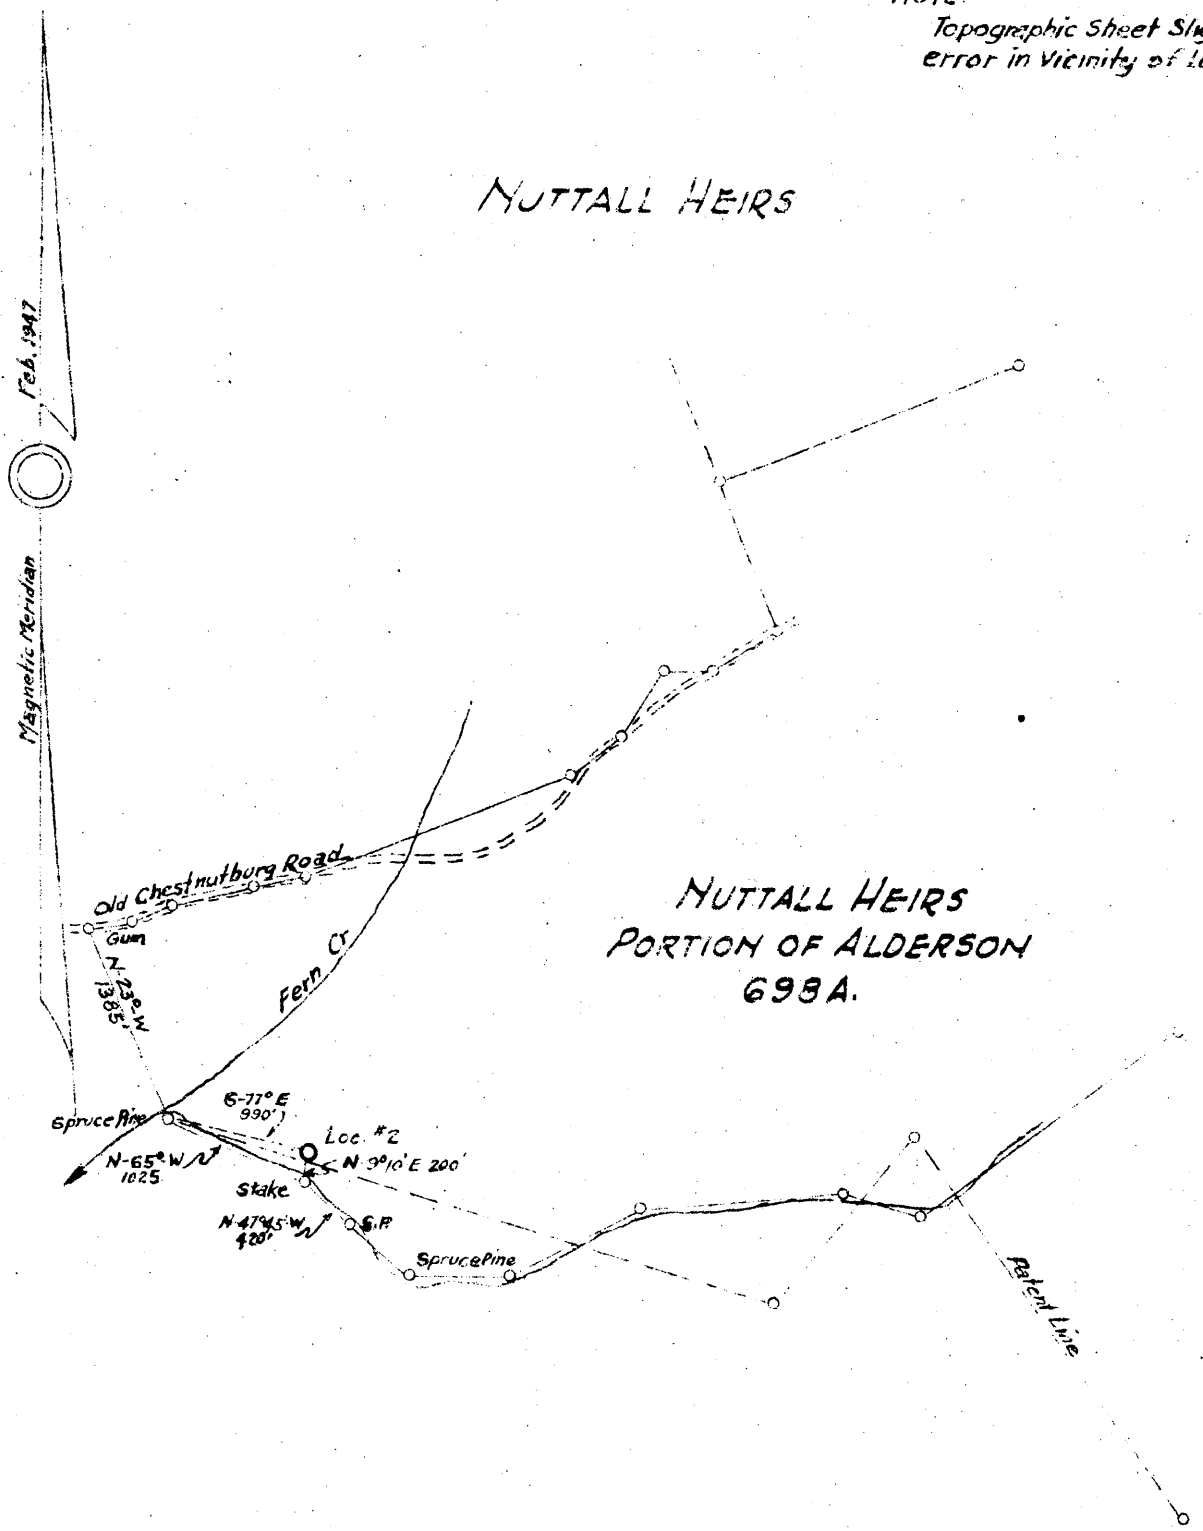 Note
Topographic Sheet
error in Vicinity of
NUTTALL HEIRS
Feb. 1947
Magnetic Meridian
Old Chestnutburg Road
Gum
N-23°-W
1385'
Fern Cr.
NUTTALL HEIRS
PORTION OF ALDERSON
698A.
Spruce Pine
S-77° E
990'
Loc. #2
N-65°-W
1025
N 9°10' E 200'
Stake
N-47°45'-W
420'
S.P.
Spruce Pine
Patent Line